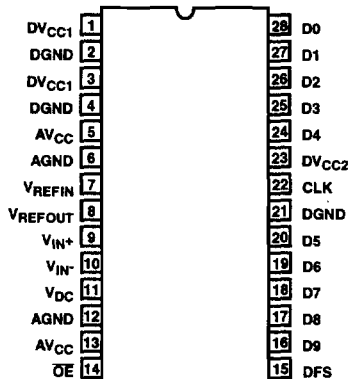 DVCC1 1 28 D0
DGND 2 27 D1
DVCC1 3 26 D2
DGND 4 25 D3
AVCC 5 24 D4
AGND 6 23 DVCC2
VREFIN 7 22 CLK
VREFOUT 8 21 DGND
VIN+ 9 20 D5
VIN- 10 19 D6
VDC 11 18 D7
AGND 12 17 D8
AVCC 13 16 D9
O̅E̅ 14 15 DFS